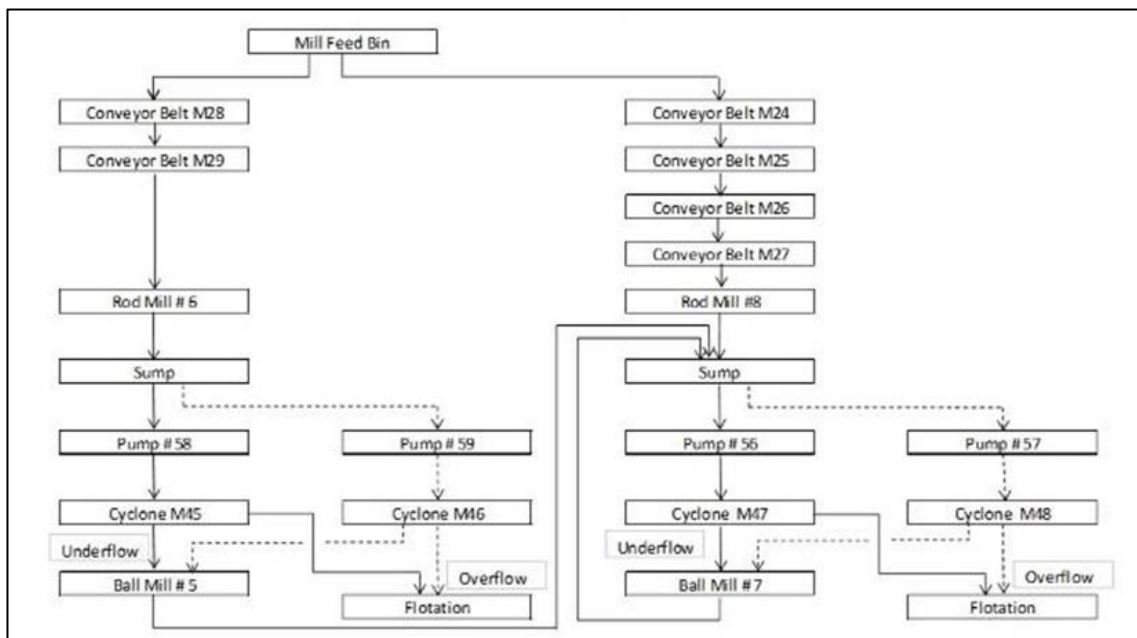 Mill Feed Bin
Conveyor Belt M28
Conveyor Belt M24
Conveyor Belt M29
Conveyor Belt M25
Conveyor Belt M26
Conveyor Belt M27
Rod Mill # 6
Rod Mill #8
Sump
Sump
Pump # 58
Pump # 59
Pump # 56
Pump # 57
Cyclone M45
Cyclone M46
Cyclone M47
Cyclone M48
Underflow
Underflow
Ball Mill # 5
Overflow
Ball Mill # 7
Overflow
Flotation
Flotation